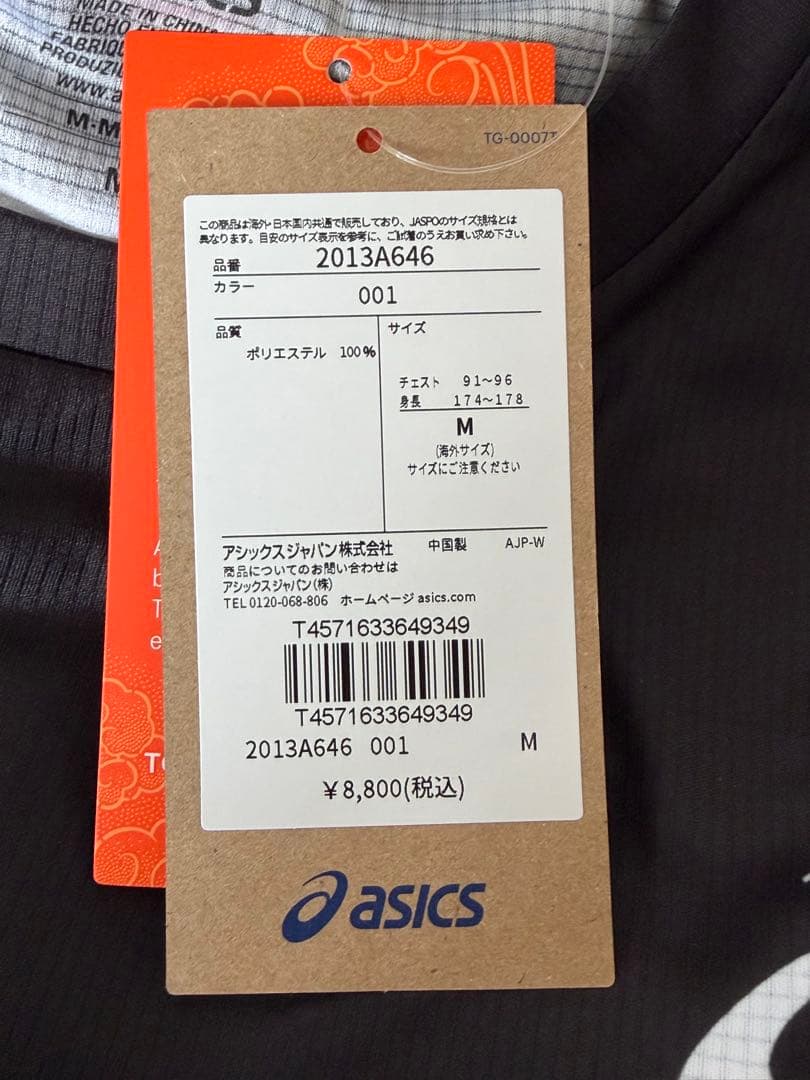 MADE IN CHINA
HECHO E
FABRIQU
PRODUZI
www.a
M-M
M
TG-0007T
この商品は海外・日本国内共通で販売しており、JASPOのサイズ規格とは
異なります。目安のサイズ表示を参考に、ご試着のうえお買い求め下さい。
品番 2013A646
カラー 001
品質
ポリエステル 100%
サイズ
チェスト 91~96
身長 174~178
M
(海外サイズ)
サイズにご注意ください
アシックスジャパン株式会社 中国製 AJP-W
商品についてのお問い合わせは
アシックスジャパン(株)
TEL 0120-068-806 ホームページ asics.com
T4571633649349
T4571633649349
2013A646 001 M
¥8,800(税込)
asics